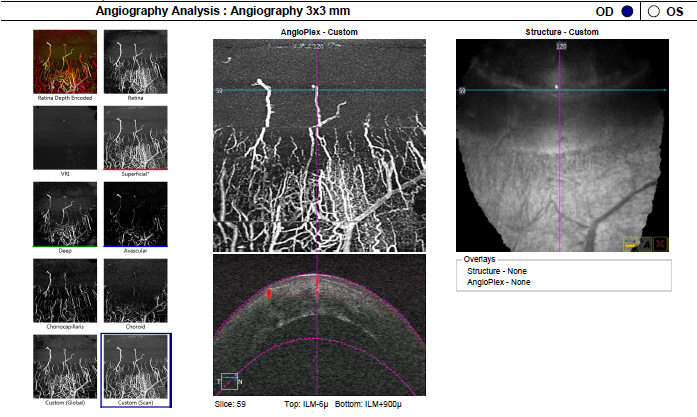 Angiography Analysis : Angiography 3x3 mm
OD OS
AngioPlex - Custom
Structure - Custom
120
120
59
59
Retina Depth Encoded
Retina
VRI
Superficial*
Deep
Avascular
Choriocapillaris
Choroid
Custom (Global)
Custom (Scan)
A
T N
Overlays
Structure - None
AngioPlex - None
Slice: 59 Top: ILM-6µ Bottom: ILM+900µ